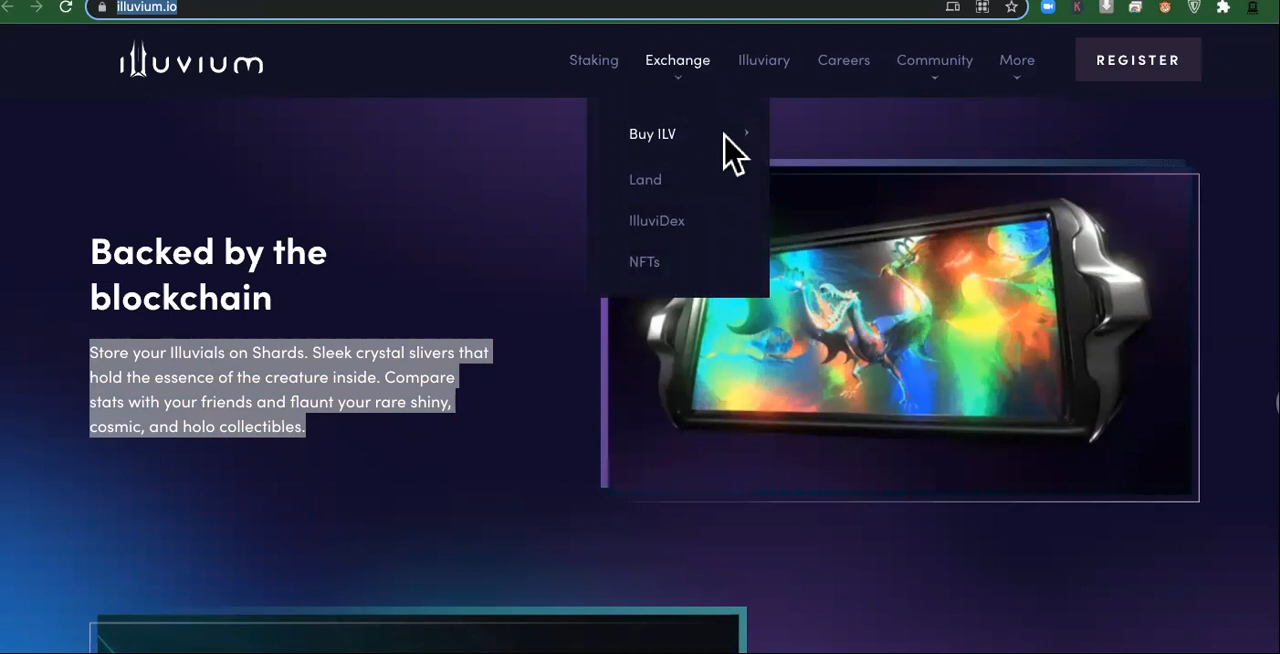 illuvium.io
illuvium
Staking Exchange Illuviary Careers Community More REGISTER
Buy ILV
Land
IlluviDex
NFTs
Backed by the
blockchain
Store your Illuvials on Shards. Sleek crystal slivers that
hold the essence of the creature inside. Compare
stats with your friends and flaunt your rare shiny,
cosmic, and holo collectibles.